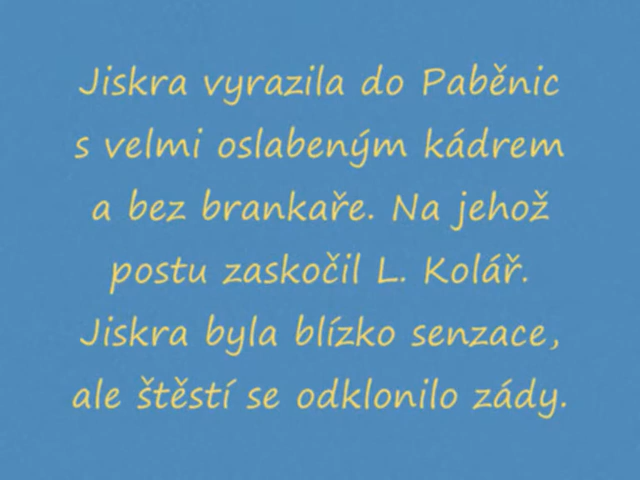 Jiskra vyrazila do Paběnic
s velmi oslabeným kádrem
a bez brankaře. Na jehož
postu zaskočil L. Kolář.
Jiskra byla blízko senzace,
ale štěstí se odklonilo zády.